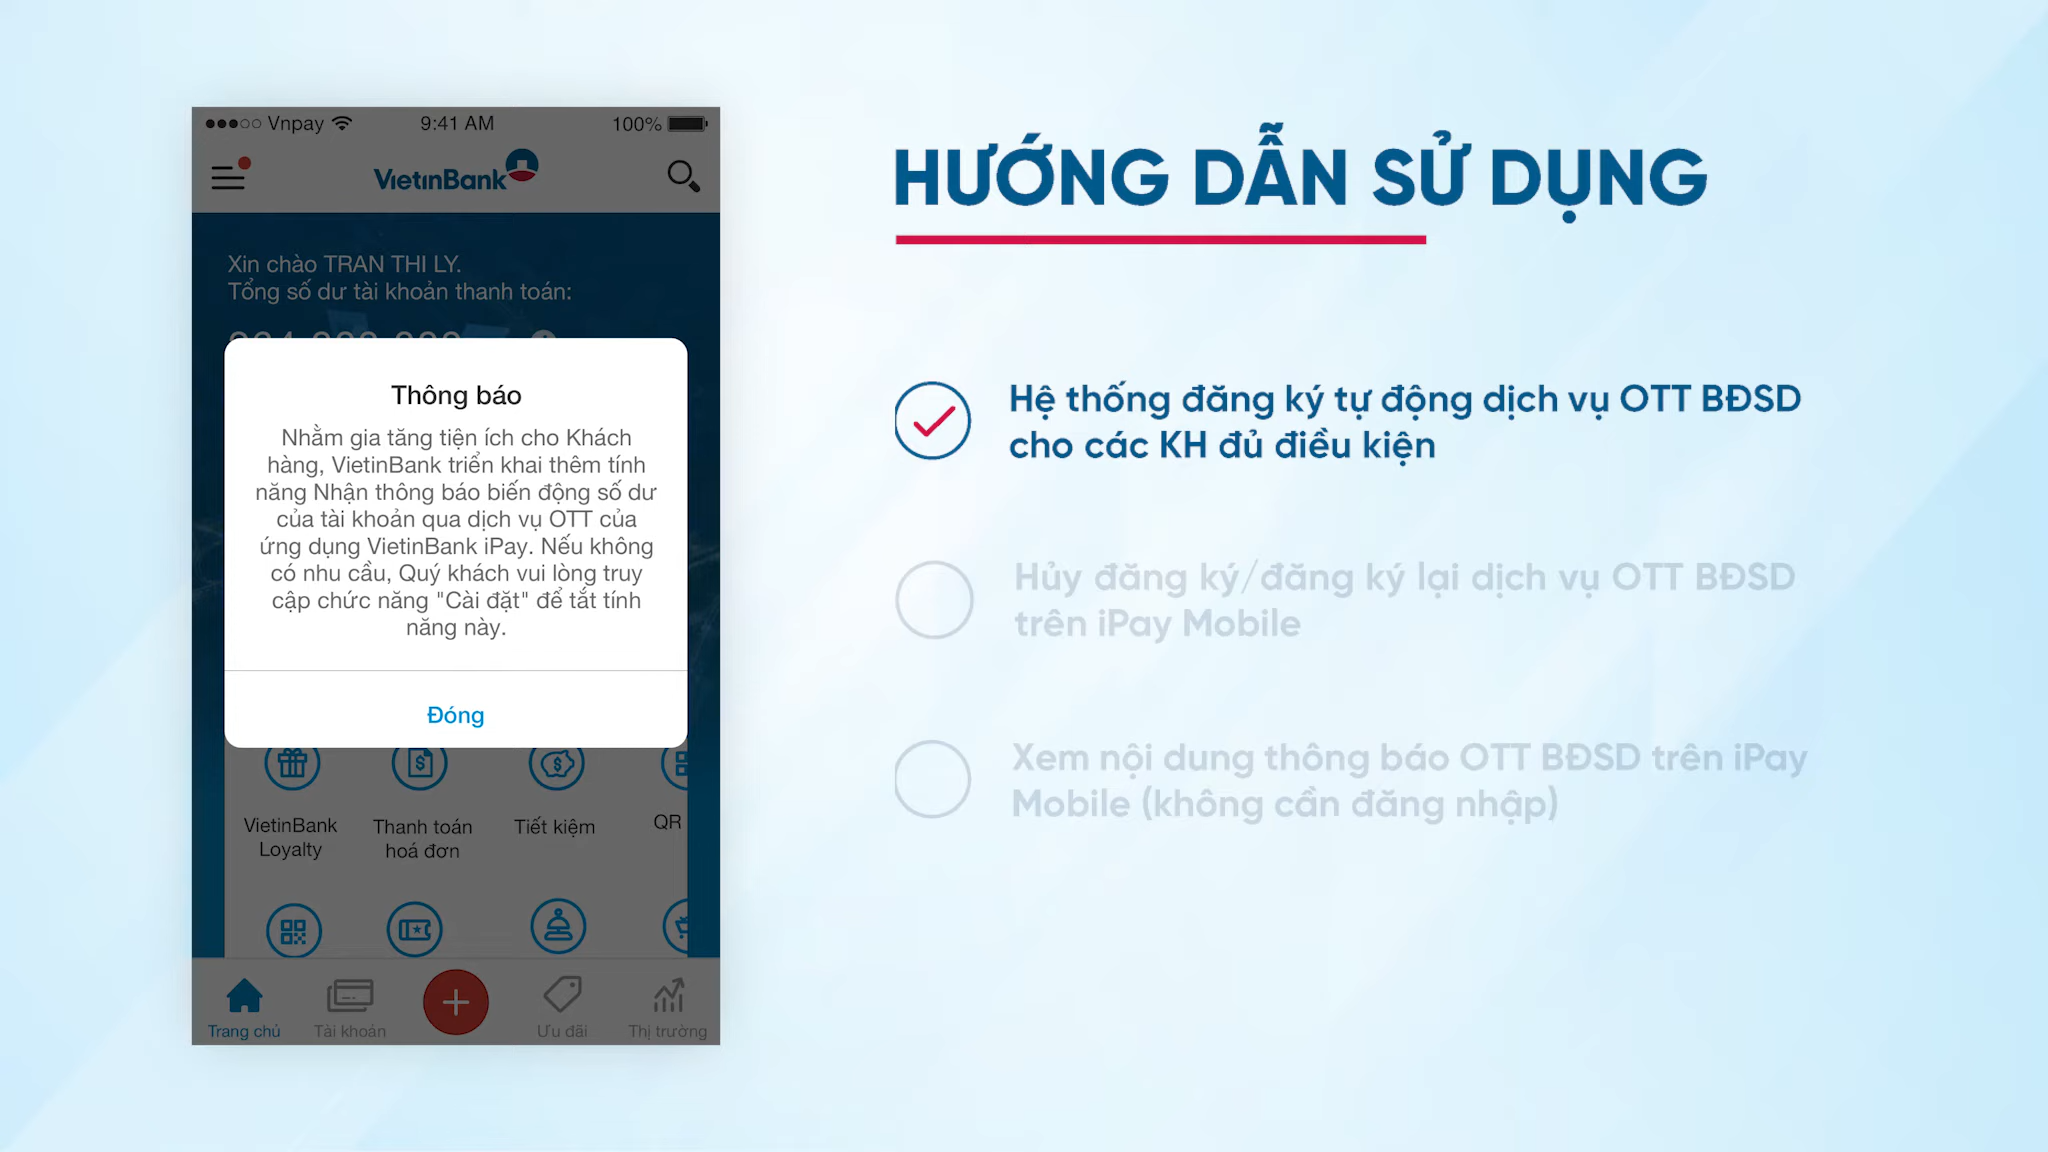 Vnpay 9:41 AM 100%
VietinBank
Xin chào TRAN THI LY.
Tổng số dư tài khoản thanh toán:
Thông báo
Nhằm gia tăng tiện ích cho Khách
hàng, VietinBank triển khai thêm tính
năng Nhận thông báo biến động số dư
của tài khoản qua dịch vụ OTT của
ứng dụng VietinBank iPay. Nếu không
có nhu cầu, Quý khách vui lòng truy
cập chức năng "Cài đặt" để tắt tính
năng này.
Đóng
VietinBank
Loyalty
Thanh toán
hoá đơn
Tiết kiệm
QR
Trang chủ
Tài khoản
Ưu đãi
Thị trường
HƯỚNG DẪN SỬ DỤNG
Hệ thống đăng ký tự động dịch vụ OTT BĐSD
cho các KH đủ điều kiện
Hủy đăng ký/đăng ký lại dịch vụ OTT BĐSD
trên iPay Mobile
Xem nội dung thông báo OTT BĐSD trên iPay
Mobile (không cần đăng nhập)